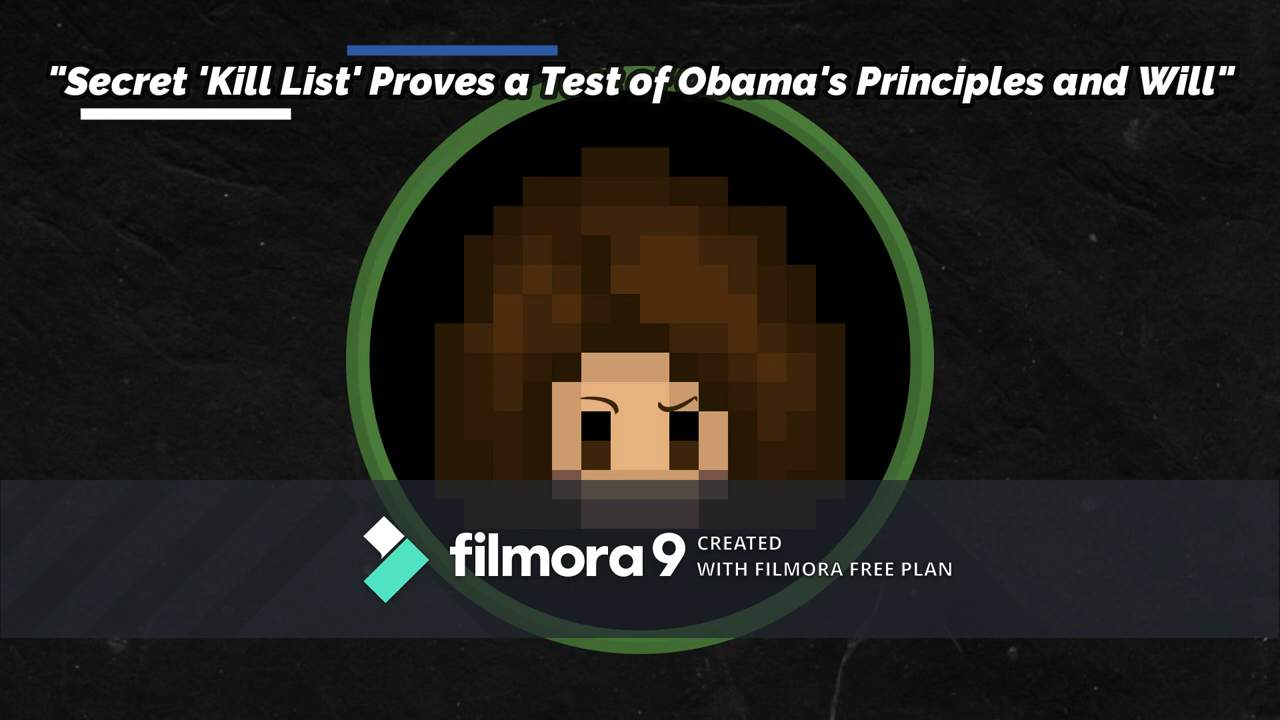 "Secret 'Kill List' Proves a Test of Obama's Principles and Will"
filmora 9
CREATED
WITH FILMORA FREE PLAN